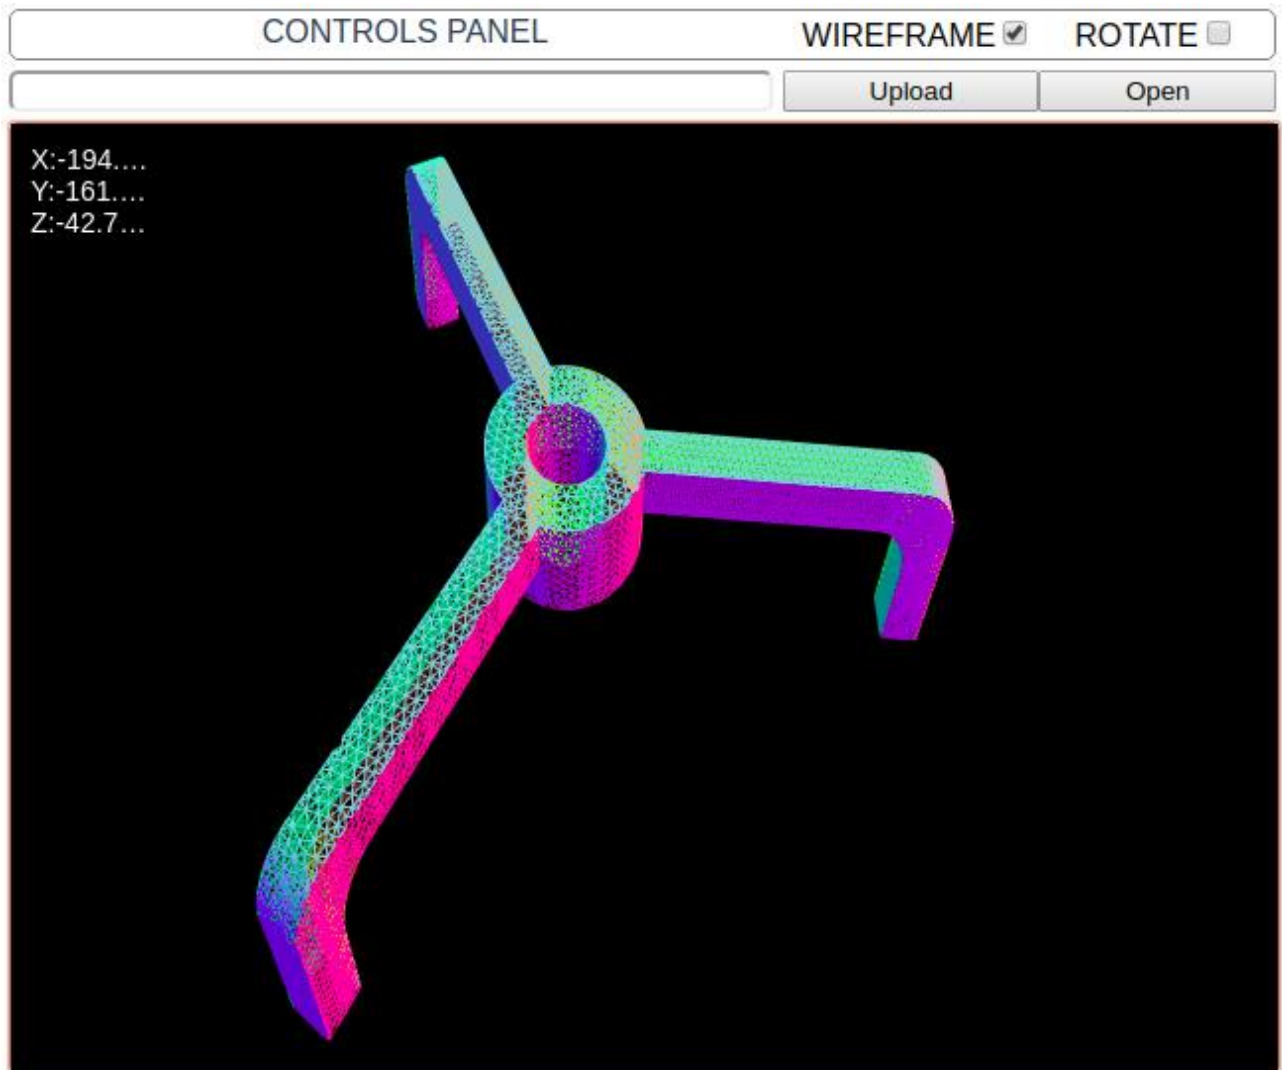 CONTROLS PANEL WIREFRAME ROTATE
Upload Open
X:-194....
Y:-161....
Z:-42.7...